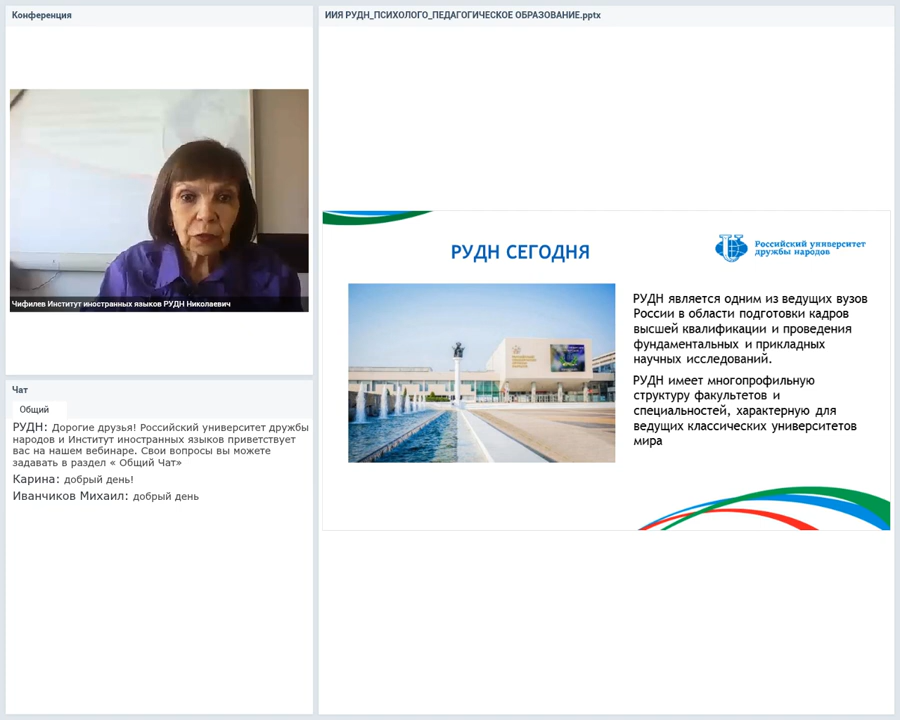 Конференция
Чифилев Институт иностранных языков РУДН Николаевич
Чат
Общий
РУДН: Дорогие друзья! Российский университет дружбы
народов и Институт иностранных языков приветствует
вас на нашем вебинаре. Свои вопросы вы можете
задавать в раздел « Общий Чат»
Карина: добрый день!
Иванчиков Михаил: добрый день
ИИЯ РУДН_ПСИХОЛОГО_ПЕДАГОГИЧЕСКОЕ ОБРАЗОВАНИЕ.pptx
РУДН СЕГОДНЯ
Российский университет
дружбы народов
РУДН является одним из ведущих вузов
России в области подготовки кадров
высшей квалификации и проведения
фундаментальных и прикладных
научных исследований.
РУДН имеет многопрофильную
структуру факультетов и
специальностей, характерную для
ведущих классических университетов
мира